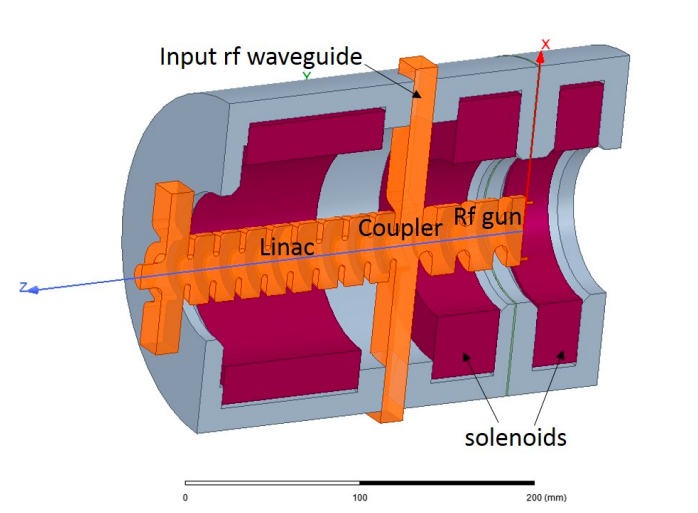 X
Input rf waveguide
Y
Rf gun
Coupler
Linac
Z
solenoids
0 100 200 (mm)